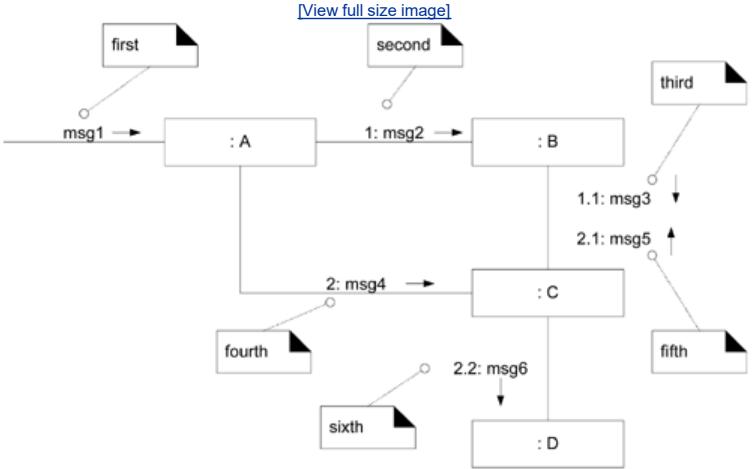 [View full size image]
first
second
third
msg1
: A
1: msg2
: B
1.1: msg3
2.1: msg5
2: msg4
: C
fourth
fifth
2.2: msg6
sixth
: D